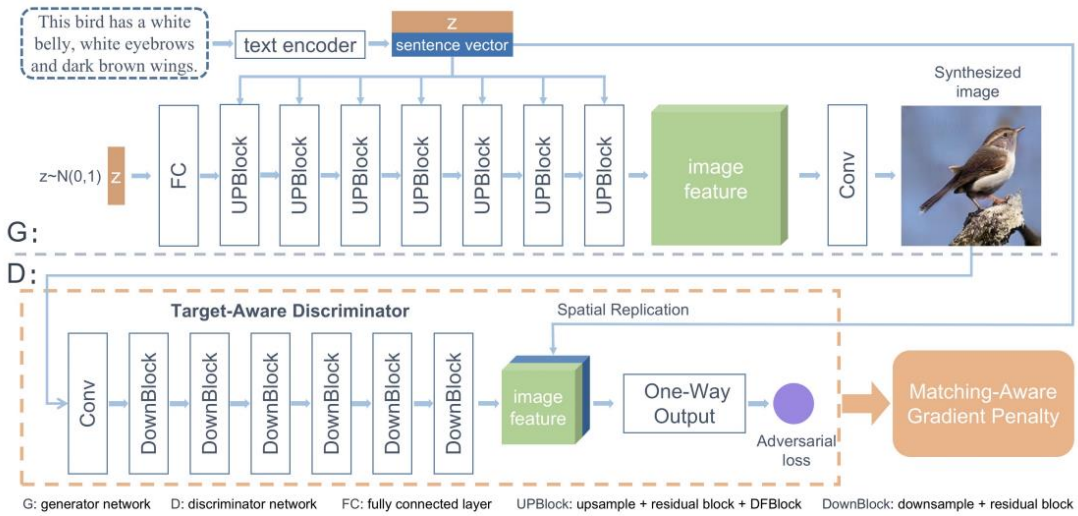 This bird has a white
belly, white eyebrows
and dark brown wings.
text encoder
z
sentence vector
Synthesized
image
z~N(0,1)
z
FC
UPBlock
UPBlock
UPBlock
UPBlock
UPBlock
UPBlock
UPBlock
image
feature
Conv
G:
D:
Target-Aware Discriminator
Spatial Replication
Conv
DownBlock
DownBlock
DownBlock
DownBlock
DownBlock
DownBlock
image
feature
One-Way
Output
Adversarial
loss
Matching-Aware
Gradient Penalty
G: generator network D: discriminator network FC: fully connected layer UPBlock: upsample + residual block + DFBlock DownBlock: downsample + residual block